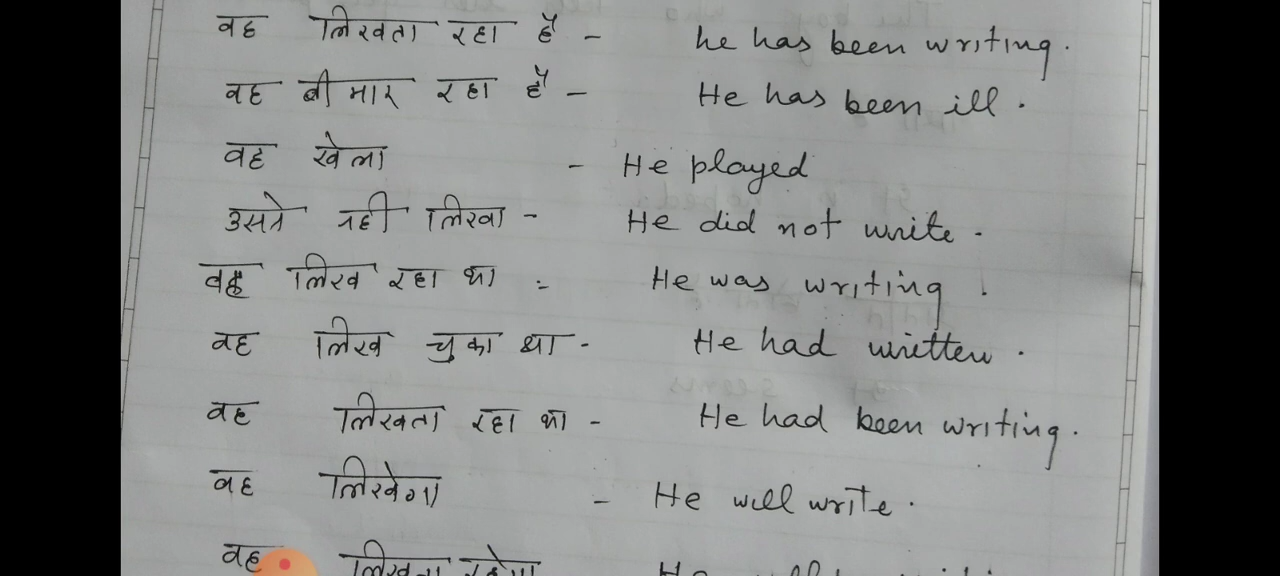 वह लिखता रहा है - he has been writing.
वह बीमार रहा है - He has been ill.
वह खेला - He played
उसने नही लिखा - He did not write.
वह लिख रहा था - He was writing.
वह लिख चुका था - He had written.
वह लिखता रहा था - He had been writing.
वह लिखेगा - He will write.
वह